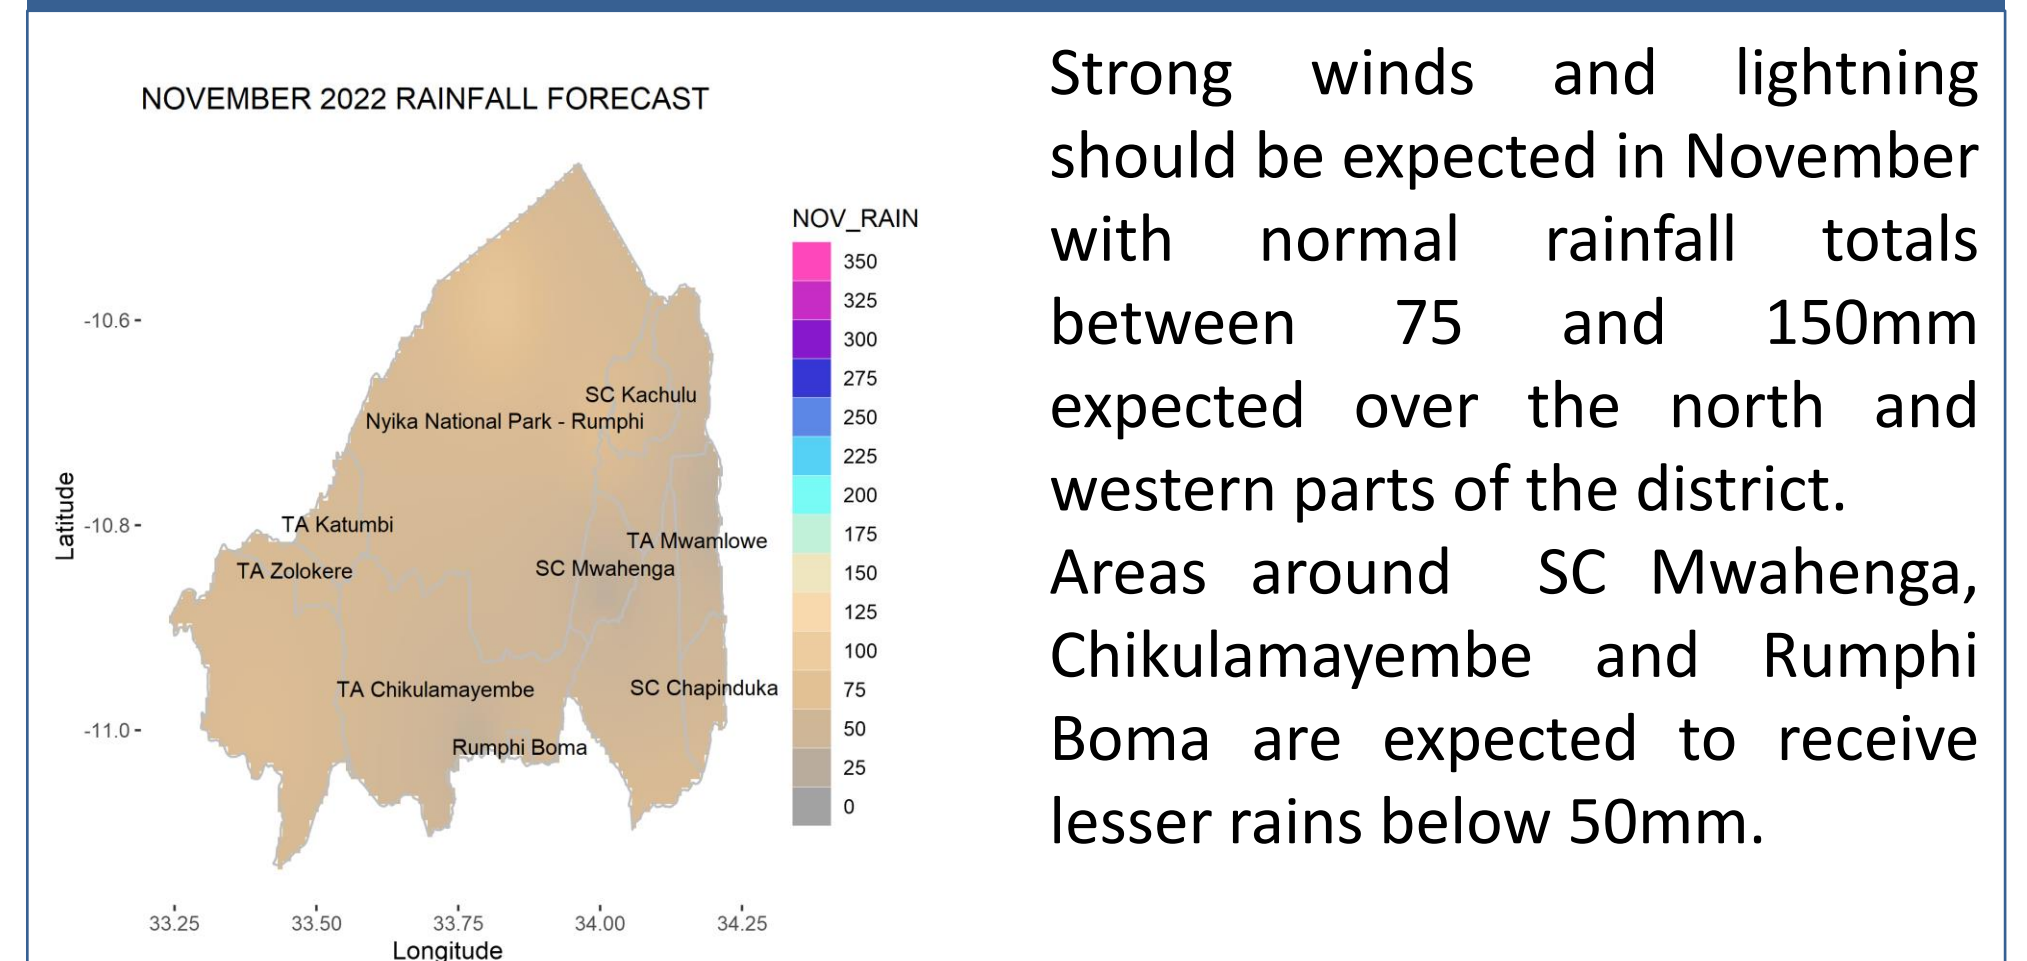 NOVEMBER 2022 RAINFALL FORECAST
NOV_RAIN
350
325
300
275
250
225
200
175
150
125
100
75
50
25
0
Latitude
-10.6
-10.8
-11.0
SC Kachulu
Nyika National Park - Rumphi
TA Katumbi
TA Mwamlowe
TA Zolokere
SC Mwahenga
TA Chikulamayembe
SC Chapinduka
Rumphi Boma
33.25
33.50
33.75
34.00
34.25
Longitude
Strong winds and lightning
should be expected in November
with normal rainfall totals
between 75 and 150mm
expected over the north and
western parts of the district.
Areas around SC Mwahenga,
Chikulamayembe and Rumphi
Boma are expected to receive
lesser rains below 50mm.